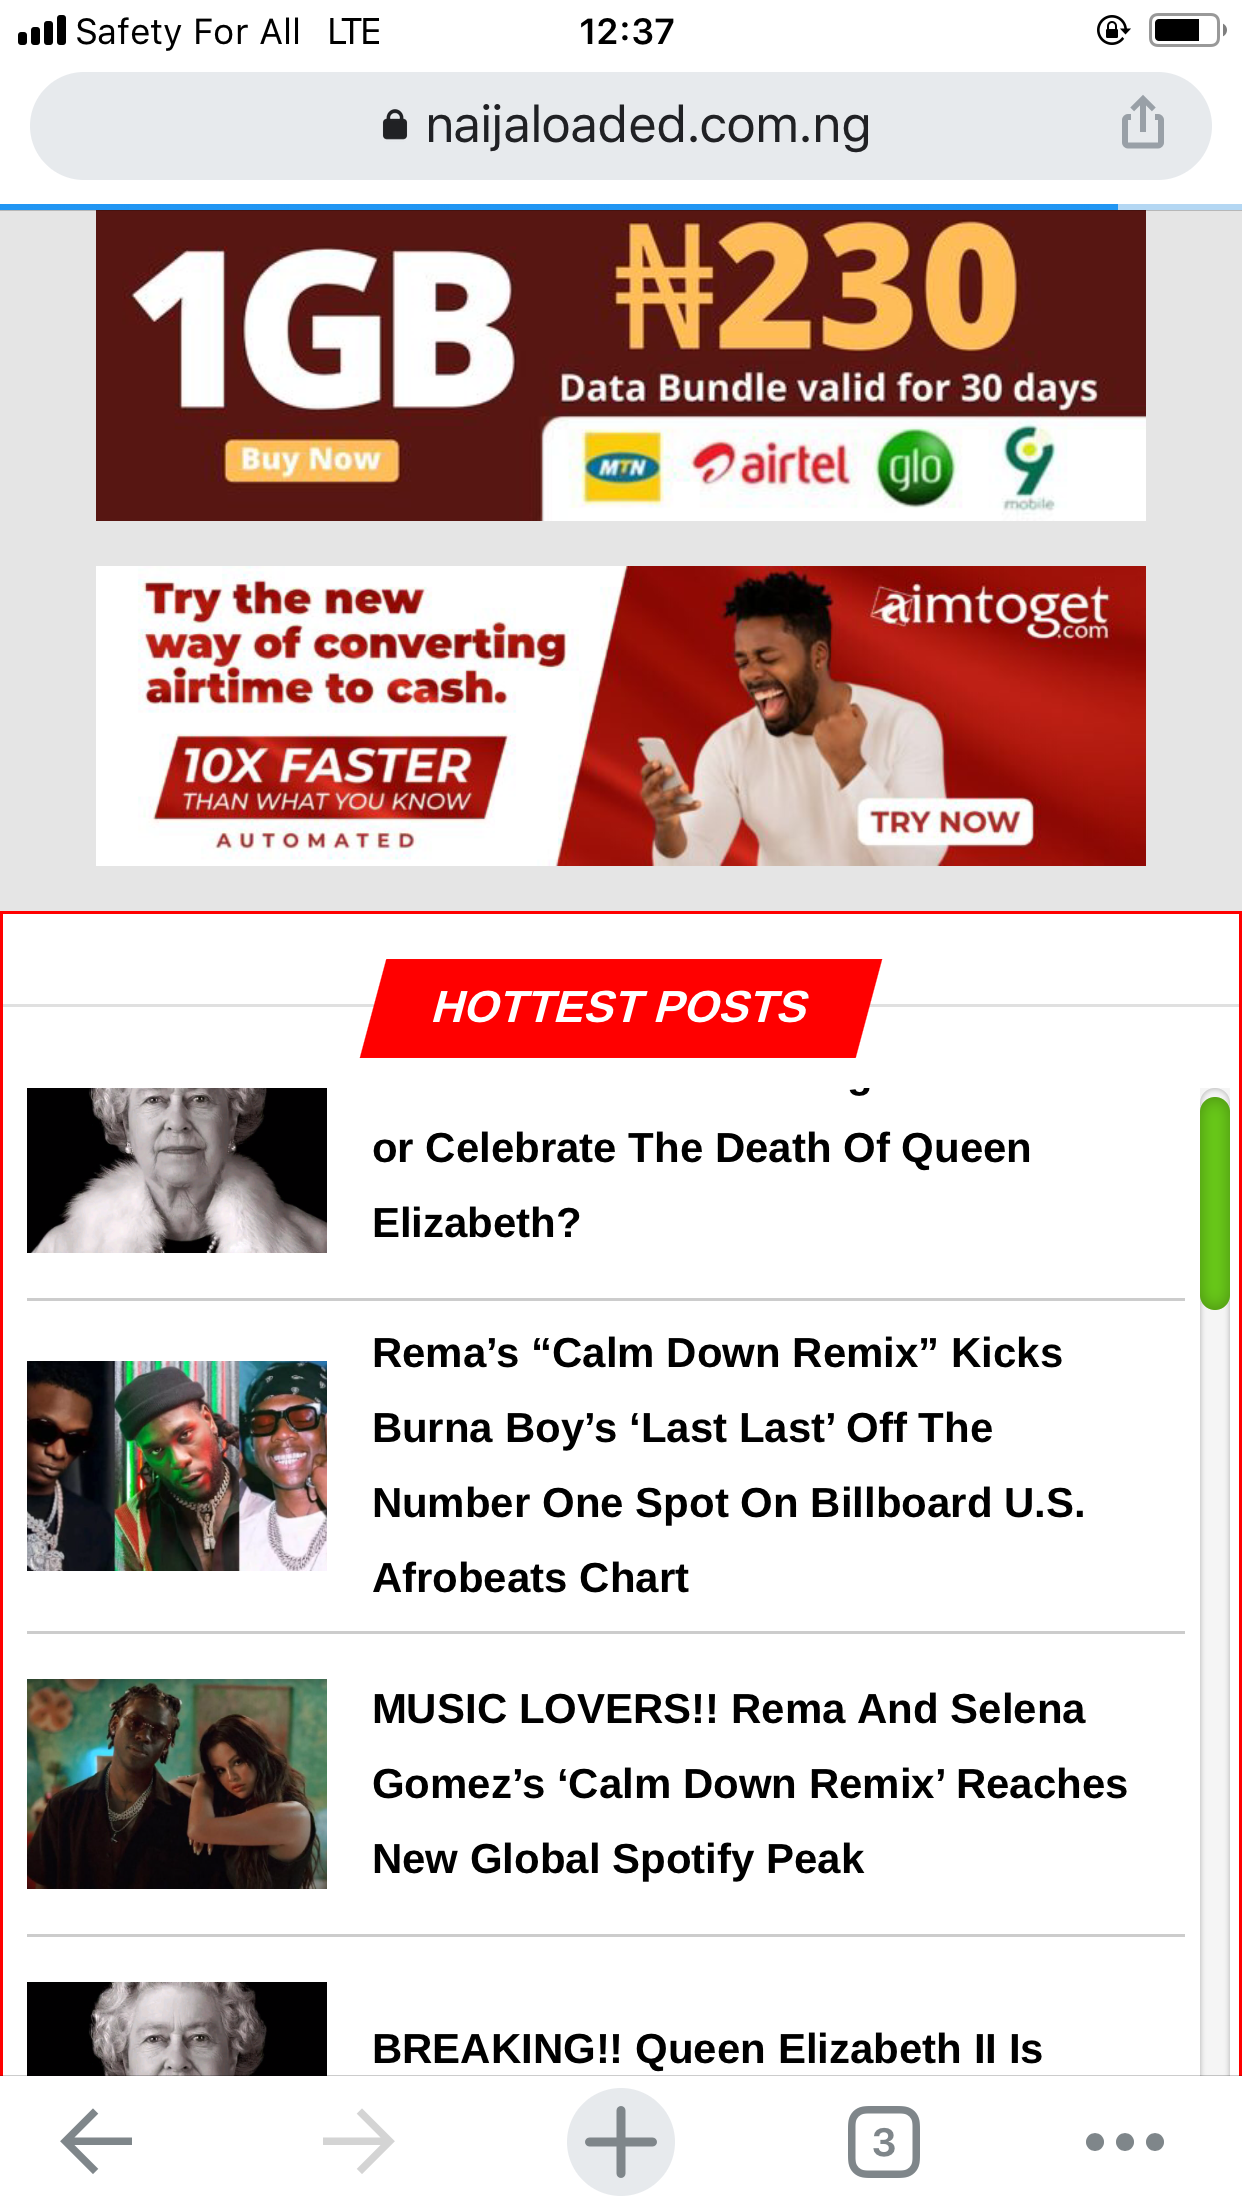 Safety For All LTE 12:37
naijaloaded.com.ng
1GB
₦230
Data Bundle valid for 30 days
Buy Now
MTN airtel glo 9
mobile
Try the new
way of converting
airtime to cash.
10X FASTER
THAN WHAT YOU KNOW
AUTOMATED
aimtoget
.com
TRY NOW
HOTTEST POSTS
or Celebrate The Death Of Queen
Elizabeth?
Rema’s “Calm Down Remix” Kicks
Burna Boy’s ‘Last Last’ Off The
Number One Spot On Billboard U.S.
Afrobeats Chart
MUSIC LOVERS!! Rema And Selena
Gomez’s ‘Calm Down Remix’ Reaches
New Global Spotify Peak
BREAKING!! Queen Elizabeth II Is
3